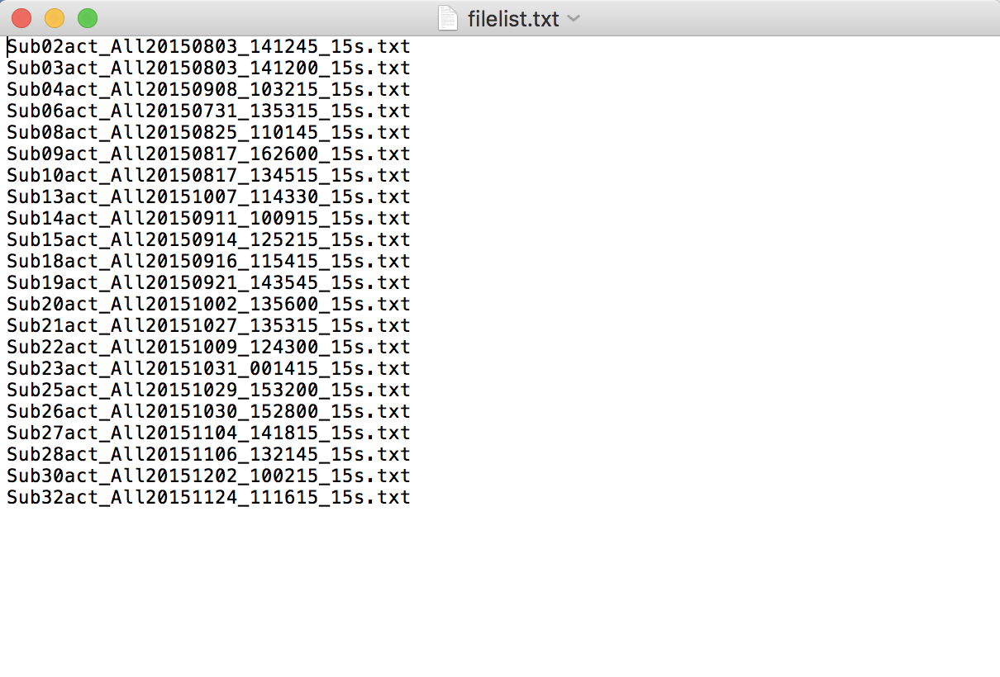 filelist.txt
Sub02act_All20150803_141245_15s.txt
Sub03act_All20150803_141200_15s.txt
Sub04act_All20150908_103215_15s.txt
Sub06act_All20150731_135315_15s.txt
Sub08act_All20150825_110145_15s.txt
Sub09act_All20150817_162600_15s.txt
Sub10act_All20150817_134515_15s.txt
Sub13act_All20151007_114330_15s.txt
Sub14act_All20150911_100915_15s.txt
Sub15act_All20150914_125215_15s.txt
Sub18act_All20150916_115415_15s.txt
Sub19act_All20150921_143545_15s.txt
Sub20act_All20151002_135600_15s.txt
Sub21act_All20151027_135315_15s.txt
Sub22act_All20151009_124300_15s.txt
Sub23act_All20151031_001415_15s.txt
Sub25act_All20151029_153200_15s.txt
Sub26act_All20151030_152800_15s.txt
Sub27act_All20151104_141815_15s.txt
Sub28act_All20151106_132145_15s.txt
Sub30act_All20151202_100215_15s.txt
Sub32act_All20151124_111615_15s.txt